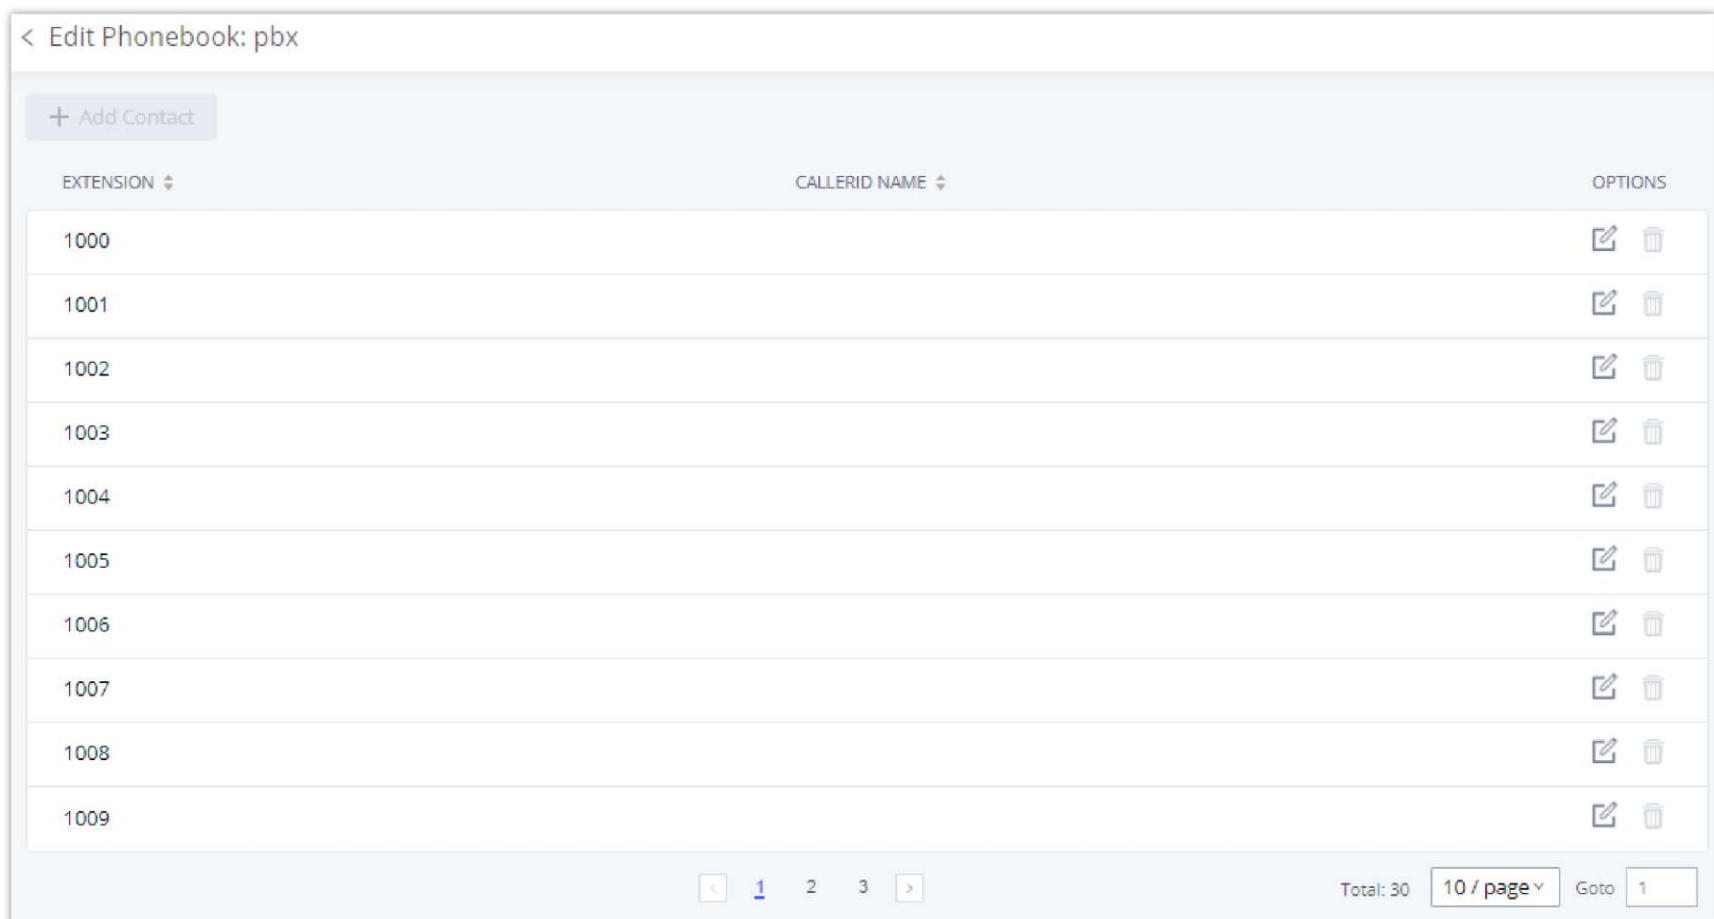 < Edit Phonebook: pbx
+ Add Contact
EXTENSION CALLERID NAME OPTIONS
1000
1001
1002
1003
1004
1005
1006
1007
1008
1009
< 1 2 3 > Total: 30 10 / page Goto 1